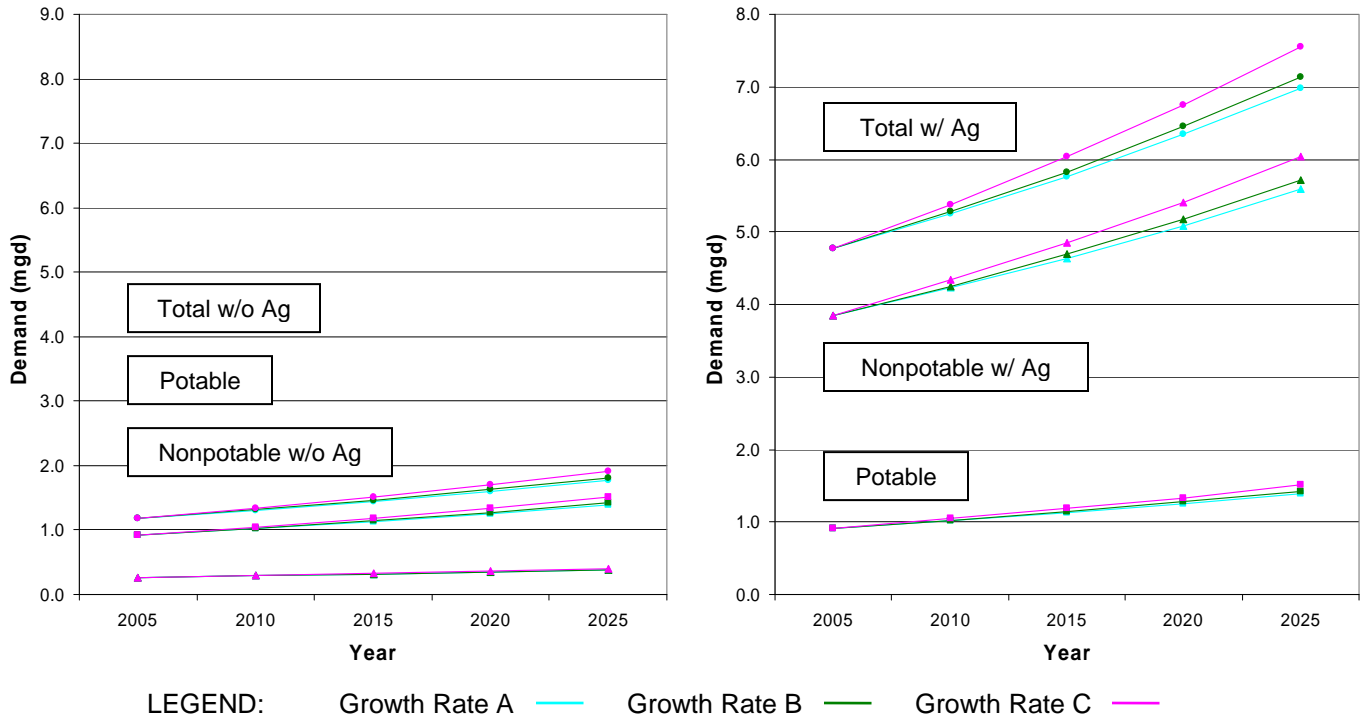 9.0
8.0
7.0
6.0
5.0
4.0
3.0
2.0
1.0
0.0
Demand (mgd)
Total w/o Ag
Potable
Nonpotable w/o Ag
2005 2010 2015 2020 2025
Year
8.0
7.0
6.0
5.0
4.0
3.0
2.0
1.0
0.0
Demand (mgd)
Total w/ Ag
Nonpotable w/ Ag
Potable
2005 2010 2015 2020 2025
Year
LEGEND: Growth Rate A Growth Rate B Growth Rate C